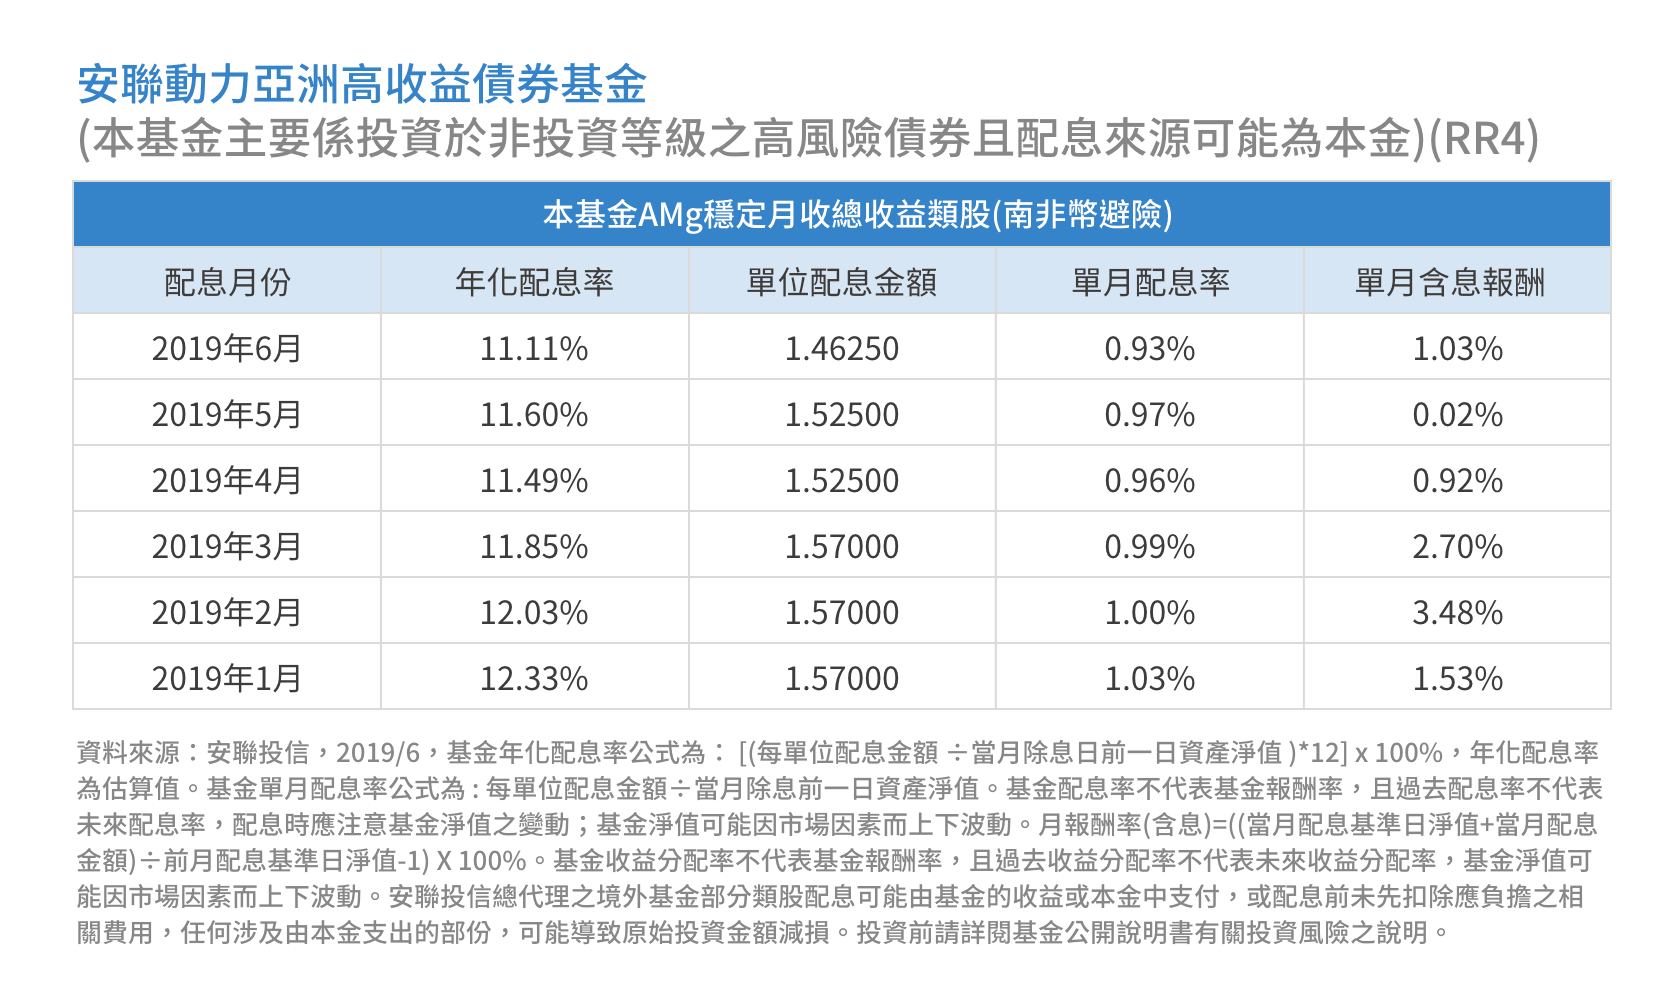 安聯動力亞洲高收益債券基金
(本基金主要係投資於非投資等級之高風險債券且配息來源可能為本金)(RR4)
本基金AMg穩定月收總收益類股(南非幣避險)
配息月份 年化配息率 單位配息金額 單月配息率 單月含息報酬
2019年6月 11.11% 1.46250 0.93% 1.03%
2019年5月 11.60% 1.52500 0.97% 0.02%
2019年4月 11.49% 1.52500 0.96% 0.92%
2019年3月 11.85% 1.57000 0.99% 2.70%
2019年2月 12.03% 1.57000 1.00% 3.48%
2019年1月 12.33% 1.57000 1.03% 1.53%
資料來源：安聯投信，2019/6，基金年化配息率公式為： [(每單位配息金額 ÷當月除息日前一日資產淨值 )*12] x 100%，年化配息率
為估算值。基金單月配息率公式為 : 每單位配息金額÷當月除息前一日資產淨值。基金配息率不代表基金報酬率，且過去配息率不代表
未來配息率，配息時應注意基金淨值之變動；基金淨值可能因市場因素而上下波動。月報酬率(含息)=((當月配息基準日淨值+當月配息
金額)÷前月配息基準日淨值-1) X 100%。基金收益分配率不代表基金報酬率，且過去收益分配率不代表未來收益分配率，基金淨值可
能因市場因素而上下波動。安聯投信總代理之境外基金部分類股配息可能由基金的收益或本金中支付，或配息前未先扣除應負擔之相
關費用，任何涉及由本金支出的部份，可能導致原始投資金額減損。投資前請詳閱基金公開說明書有關投資風險之說明。